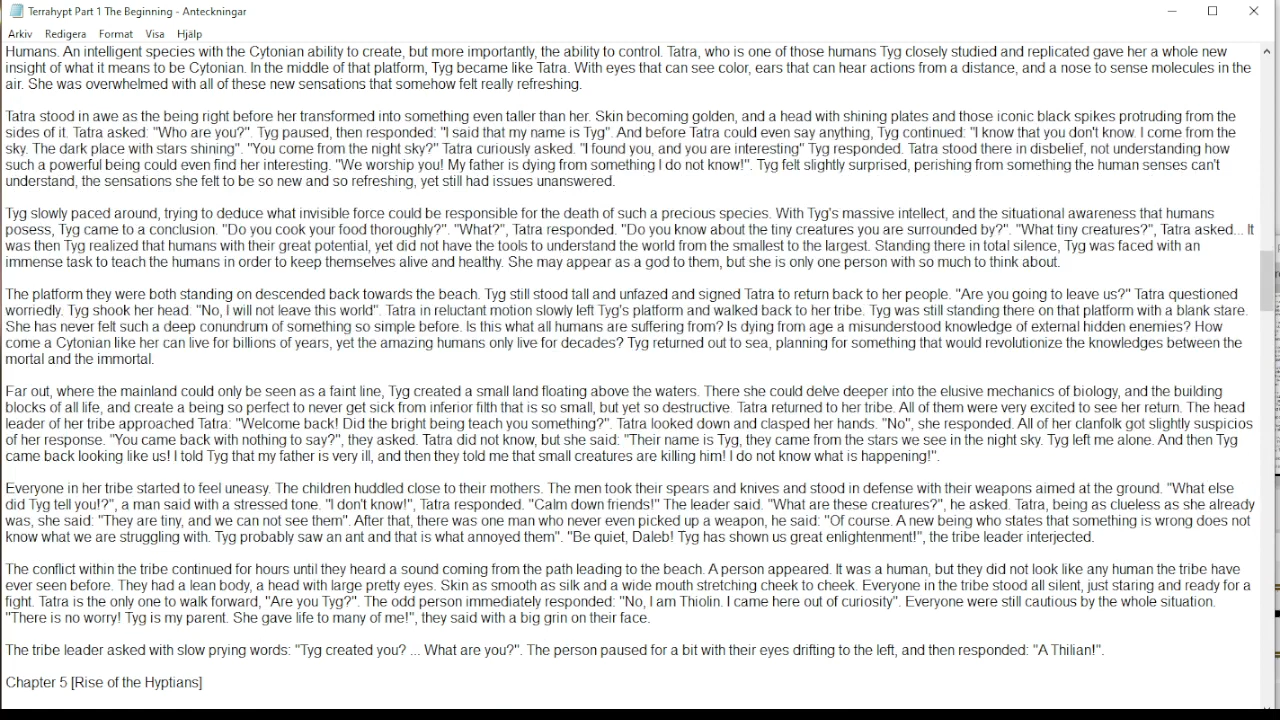 Terrahypt Part 1 The Beginning - Anteckningar
Arkiv Redigera Format Visa Hjälp
Humans. An intelligent species with the Cytonian ability to create, but more importantly, the ability to control. Tatra, who is one of those humans Tyg closely studied and replicated gave her a whole new
insight of what it means to be Cytonian. In the middle of that platform, Tyg became like Tatra. With eyes that can see color, ears that can hear actions from a distance, and a nose to sense molecules in the
air. She was overwhelmed with all of these new sensations that somehow felt really refreshing.
Tatra stood in awe as the being right before her transformed into something even taller than her. Skin becoming golden, and a head with shining plates and those iconic black spikes protruding from the
sides of it. Tatra asked: "Who are you?". Tyg paused, then responded: "I said that my name is Tyg". And before Tatra could even say anything, Tyg continued: "I know that you don't know. I come from the
sky. The dark place with stars shining". "You come from the night sky?" Tatra curiously asked. "I found you, and you are interesting" Tyg responded. Tatra stood there in disbelief, not understanding how
such a powerful being could even find her interesting. "We worship you! My father is dying from something I do not know!". Tyg felt slightly surprised, perishing from something the human senses can't
understand, the sensations she felt to be so new and so refreshing, yet still had issues unanswered.
Tyg slowly paced around, trying to deduce what invisible force could be responsible for the death of such a precious species. With Tyg's massive intellect, and the situational awareness that humans
posess, Tyg came to a conclusion. "Do you cook your food thoroughly?". "What?", Tatra responded. "Do you know about the tiny creatures you are surrounded by?". "What tiny creatures?", Tatra asked... It
was then Tyg realized that humans with their great potential, yet did not have the tools to understand the world from the smallest to the largest. Standing there in total silence, Tyg was faced with an
immense task to teach the humans in order to keep themselves alive and healthy. She may appear as a god to them, but she is only one person with so much to think about.
The platform they were both standing on descended back towards the beach. Tyg still stood tall and unfazed and signed Tatra to return back to her people. "Are you going to leave us?" Tatra questioned
worriedly. Tyg shook her head. "No, I will not leave this world". Tatra in reluctant motion slowly left Tyg's platform and walked back to her tribe. Tyg was still standing there on that platform with a blank stare.
She has never felt such a deep conundrum of something so simple before. Is this what all humans are suffering from? Is dying from age a misunderstood knowledge of external hidden enemies? How
come a Cytonian like her can live for billions of years, yet the amazing humans only live for decades? Tyg returned out to sea, planning for something that would revolutionize the knowledges between the
mortal and the immortal.
Far out, where the mainland could only be seen as a faint line, Tyg created a small land floating above the waters. There she could delve deeper into the elusive mechanics of biology, and the building
blocks of all life, and create a being so perfect to never get sick from inferior filth that is so small, but yet so destructive. Tatra returned to her tribe. All of them were very excited to see her return. The head
leader of her tribe approached Tatra: "Welcome back! Did the bright being teach you something?". Tatra looked down and clasped her hands. "No", she responded. All of her clanfolk got slightly suspicios
of her response. "You came back with nothing to say?", they asked. Tatra did not know, but she said: "Their name is Tyg, they came from the stars we see in the night sky. Tyg left me alone. And then Tyg
came back looking like us! I told Tyg that my father is very ill, and then they told me that small creatures are killing him! I do not know what is happening!".
Everyone in her tribe started to feel uneasy. The children huddled close to their mothers. The men took their spears and knives and stood in defense with their weapons aimed at the ground. "What else
did Tyg tell you!?", a man said with a stressed tone. "I don't know!", Tatra responded. "Calm down friends!" The leader said. "What are these creatures?", he asked. Tatra, being as clueless as she already
was, she said: "They are tiny, and we can not see them". After that, there was one man who never even picked up a weapon, he said: "Of course. A new being who states that something is wrong does not
know what we are struggling with. Tyg probably saw an ant and that is what annoyed them". "Be quiet, Daleb! Tyg has shown us great enlightenment!", the tribe leader interjected.
The conflict within the tribe continued for hours until they heard a sound coming from the path leading to the beach. A person appeared. It was a human, but they did not look like any human the tribe have
ever seen before. They had a lean body, a head with large pretty eyes. Skin as smooth as silk and a wide mouth stretching cheek to cheek. Everyone in the tribe stood all silent, just staring and ready for a
fight. Tatra is the only one to walk forward, "Are you Tyg?". The odd person immediately responded: "No, I am Thiolin. I came here out of curiosity". Everyone were still cautious by the whole situation.
"There is no worry! Tyg is my parent. She gave life to many of me!", they said with a big grin on their face.
The tribe leader asked with slow prying words: "Tyg created you? ... What are you?". The person paused for a bit with their eyes drifting to the left, and then responded: "A Thilian!".
Chapter 5 [Rise of the Hyptians]